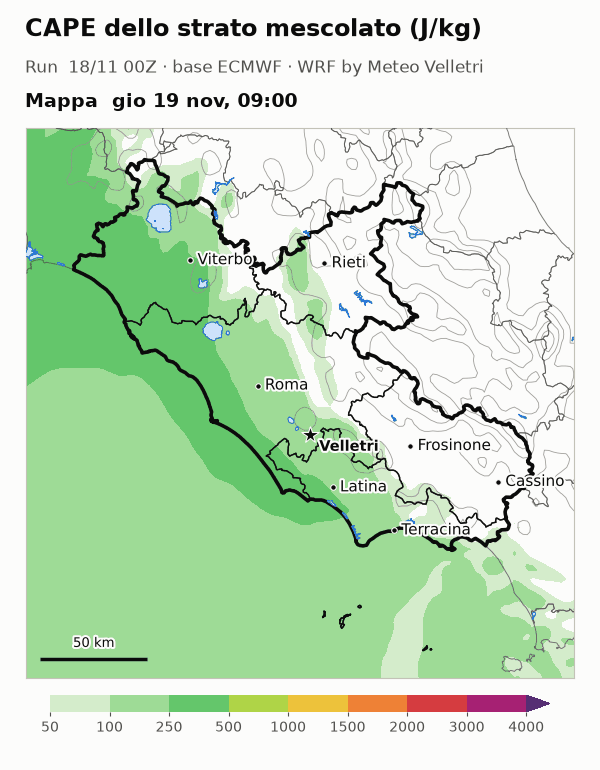 CAPE dello strato mescolato (J/kg)
Run 18/11 00Z · base ECMWF · WRF by Meteo Velletri
Mappa gio 19 nov, 09:00
Viterbo
Rieti
Roma
Velletri
Frosinone
Latina
Cassino
Terracina
50 km
50 100 250 500 1000 1500 2000 3000 4000